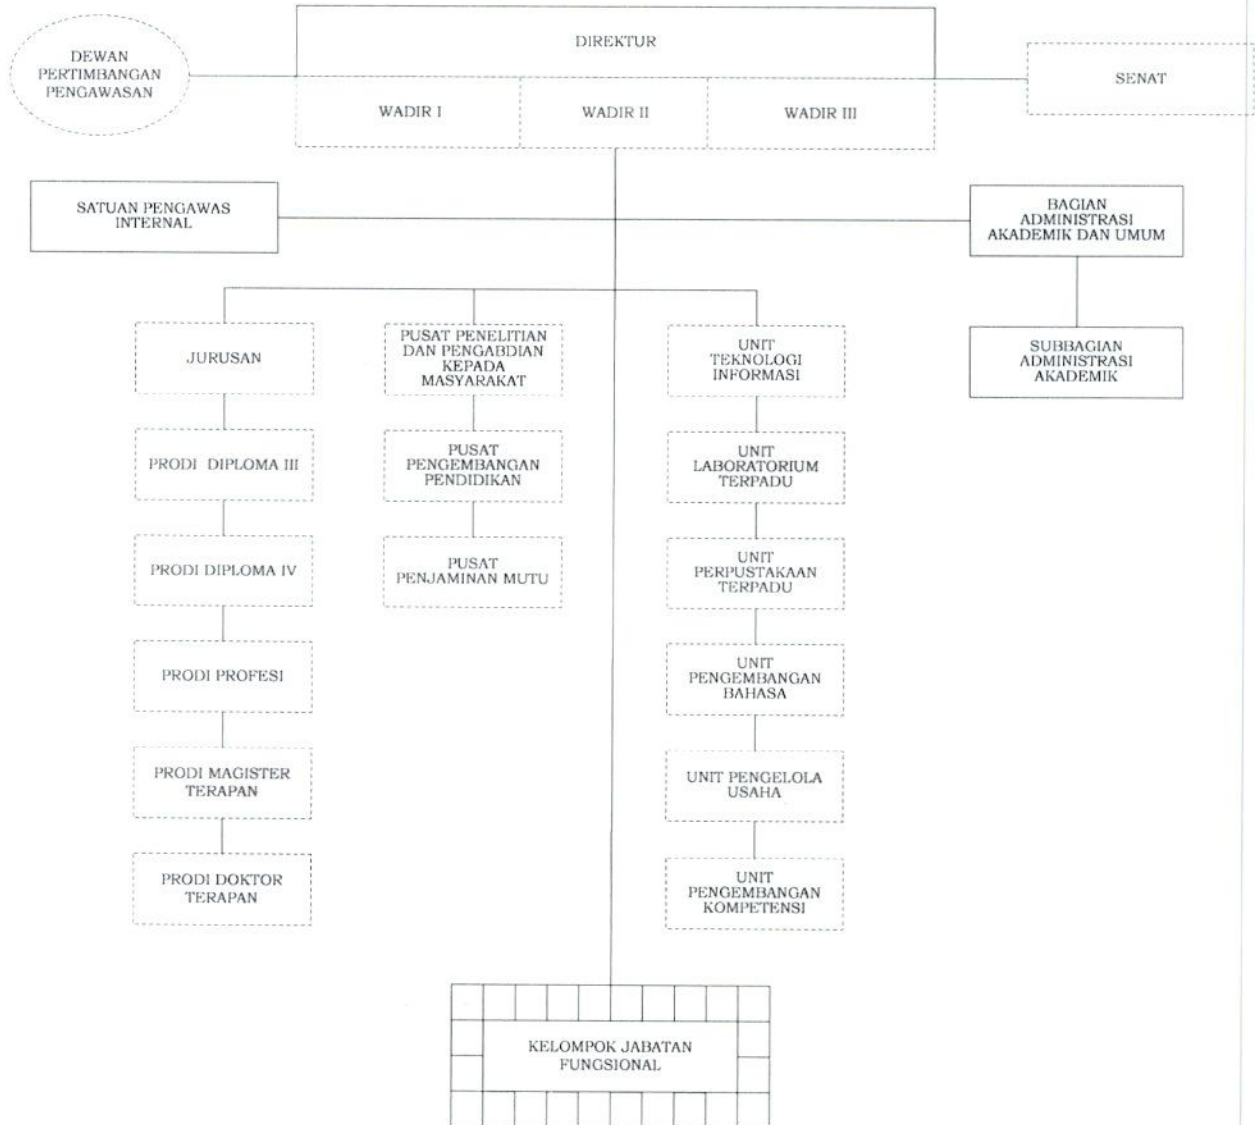 DIREKTUR
DEWAN
PERTIMBANGAN
PENGAWASAN
SENAT
WADIR I
WADIR II
WADIR III
SATUAN PENGAWAS
INTERNAL
BAGIAN
ADMINISTRASI
AKADEMIK DAN UMUM
SUBBAGIAN
ADMINISTRASI
AKADEMIK
JURUSAN
PRODI DIPLOMA III
PRODI DIPLOMA IV
PRODI PROFESI
PRODI MAGISTER
TERAPAN
PRODI DOKTOR
TERAPAN
PUSAT PENELITIAN
DAN PENGABDIAN
KEPADA
MASYARAKAT
PUSAT
PENGEMBANGAN
PENDIDIKAN
PUSAT
PENJAMINAN MUTU
UNIT
TEKNOLOGI
INFORMASI
UNIT
LABORATORIUM
TERPADU
UNIT
PERPUSTAKAAN
TERPADU
UNIT
PENGEMBANGAN
BAHASA
UNIT PENGELOLA
USAHA
UNIT
PENGEMBANGAN
KOMPETENSI
KELOMPOK JABATAN
FUNGSIONAL